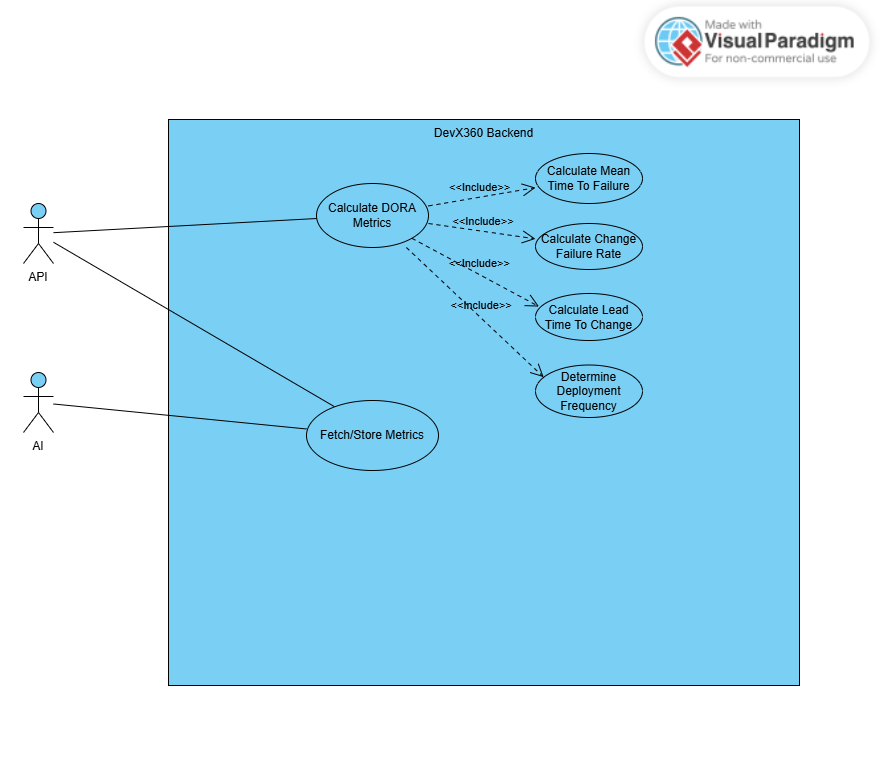 Made with
Visual Paradigm
For non-commercial use
DevX360 Backend
Calculate Mean
Time To Failure
<<Include>>
Calculate DORA
Metrics
<<Include>>
Calculate Change
Failure Rate
<<Include>>
API
<<Include>>
Calculate Lead
Time To Change
Determine
Deployment
Frequency
Fetch/Store Metrics
AI